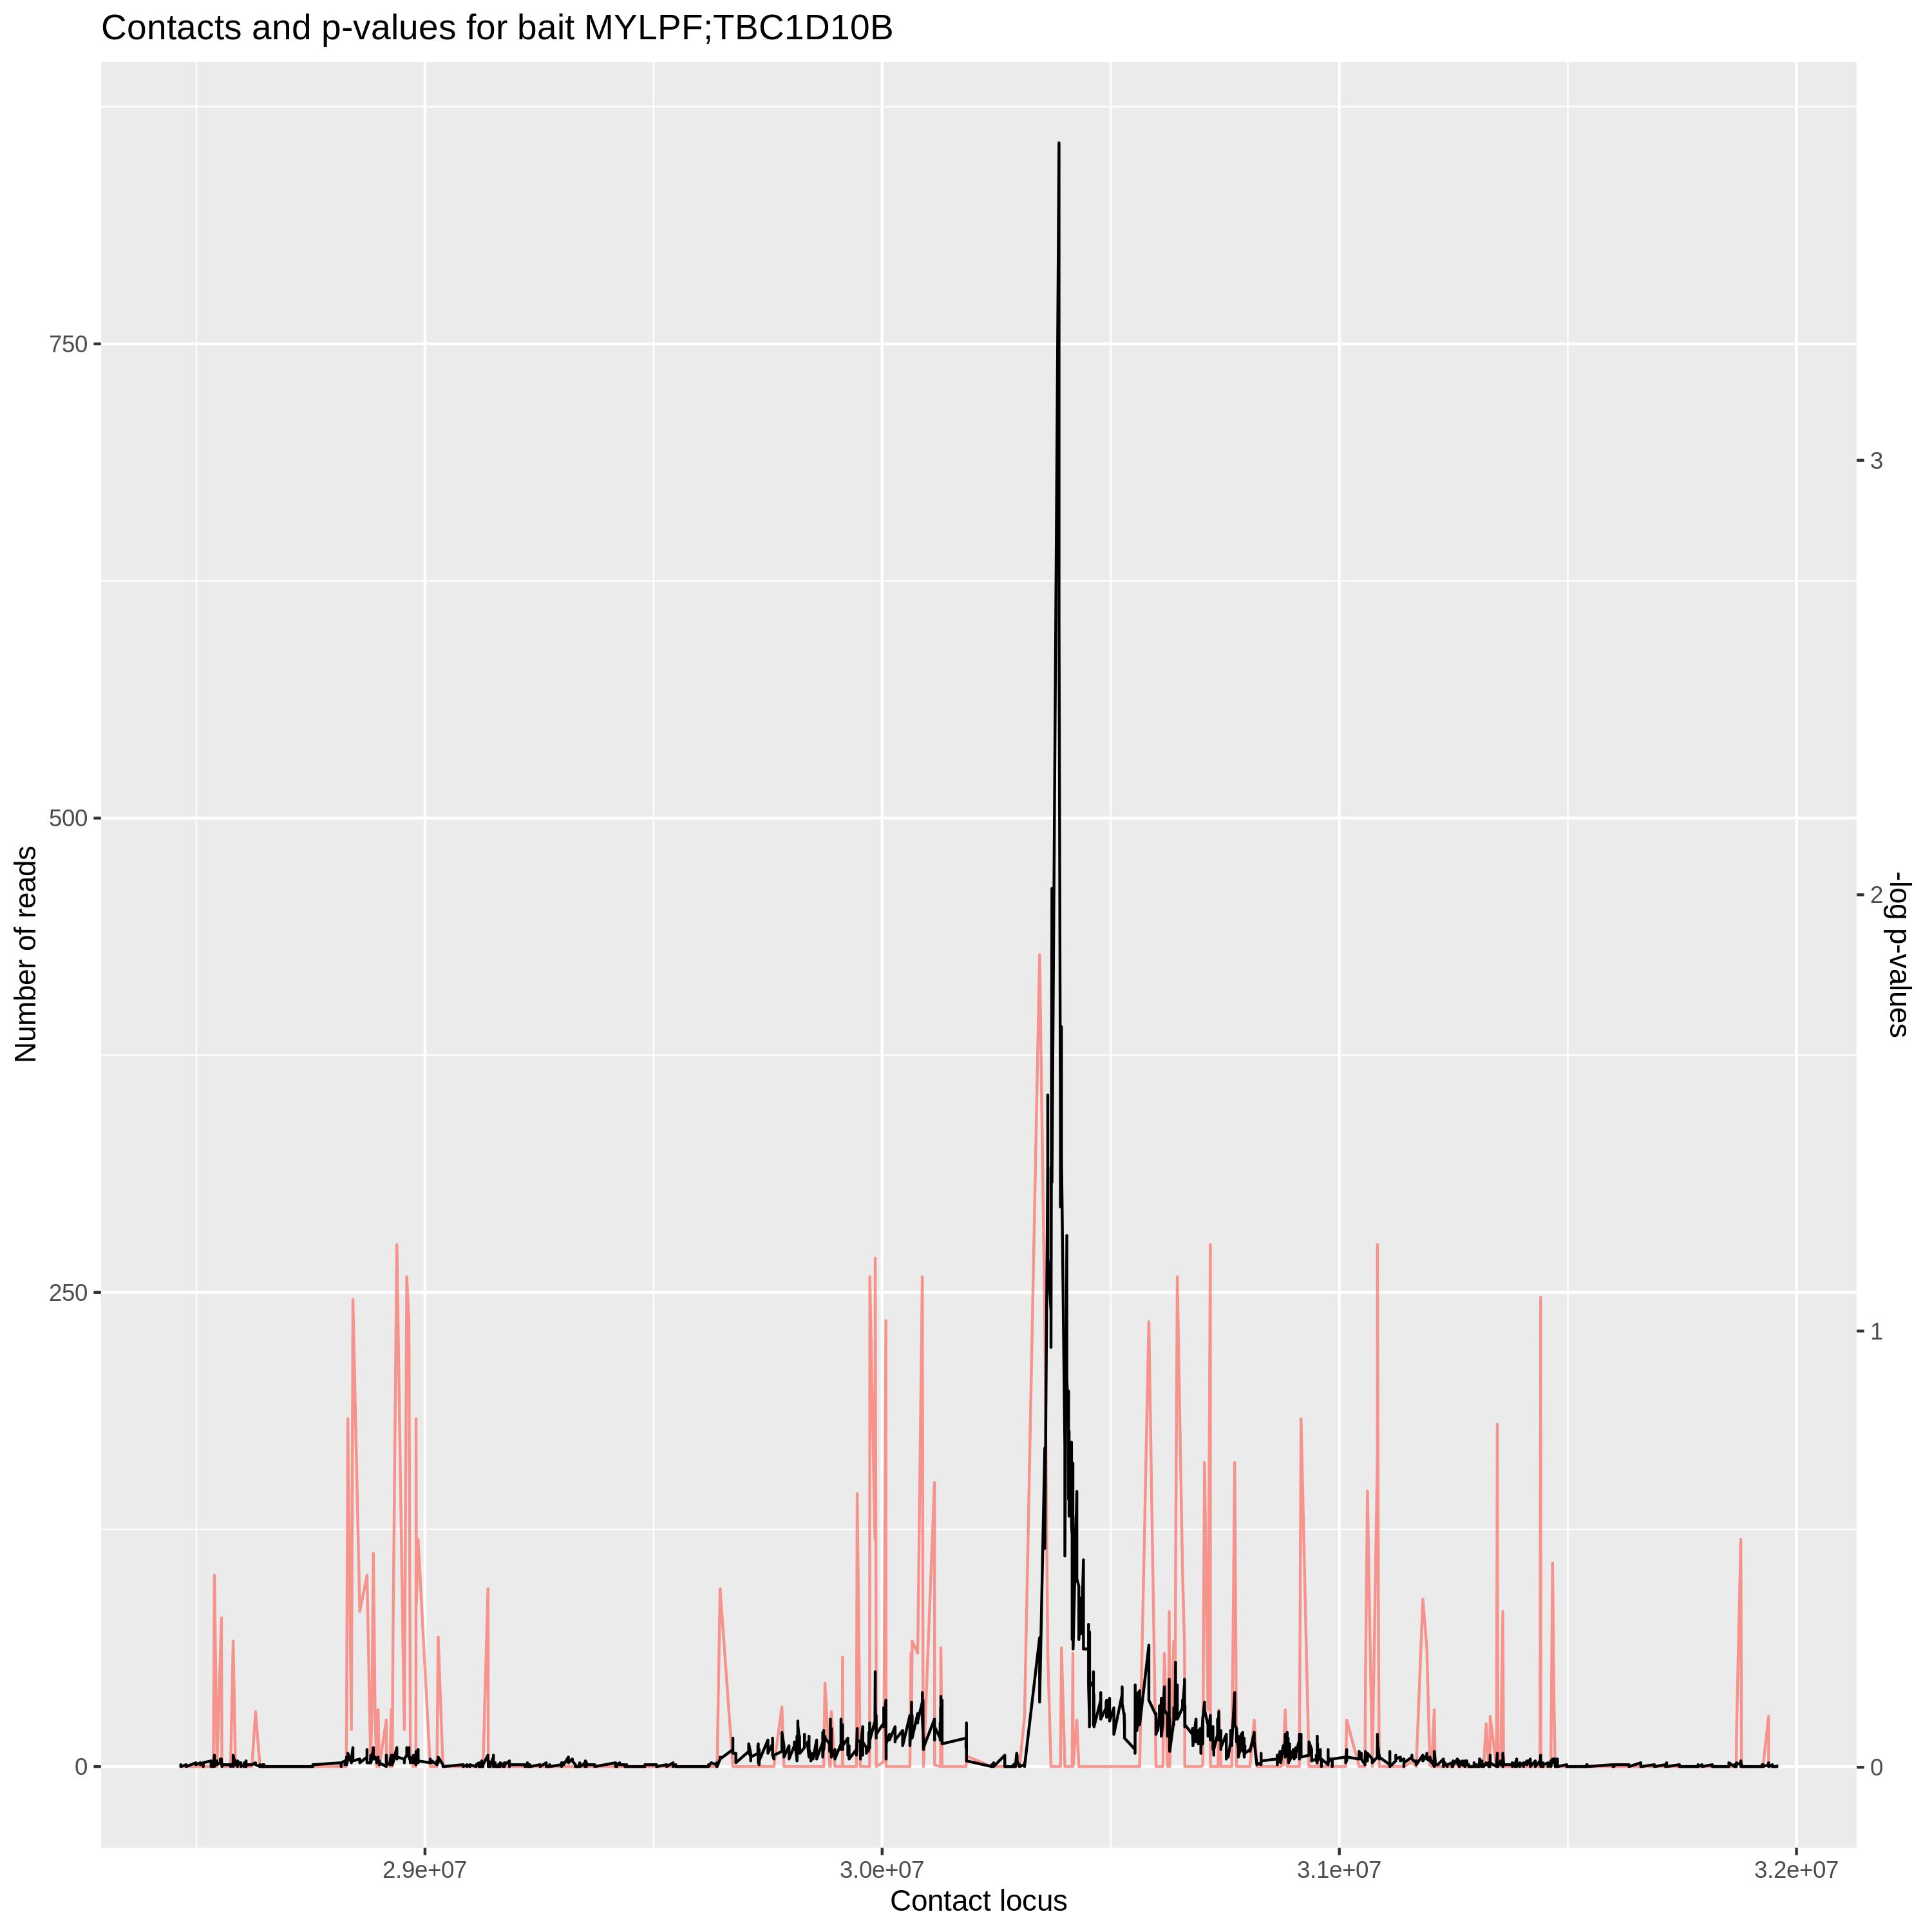 Contacts and p-values for bait MYLPF;TBC1D10B
Number of reads
750
500
250
0
3
2
1
0
-log p-values
2.9e+07
3.0e+07
3.1e+07
3.2e+07
Contact locus